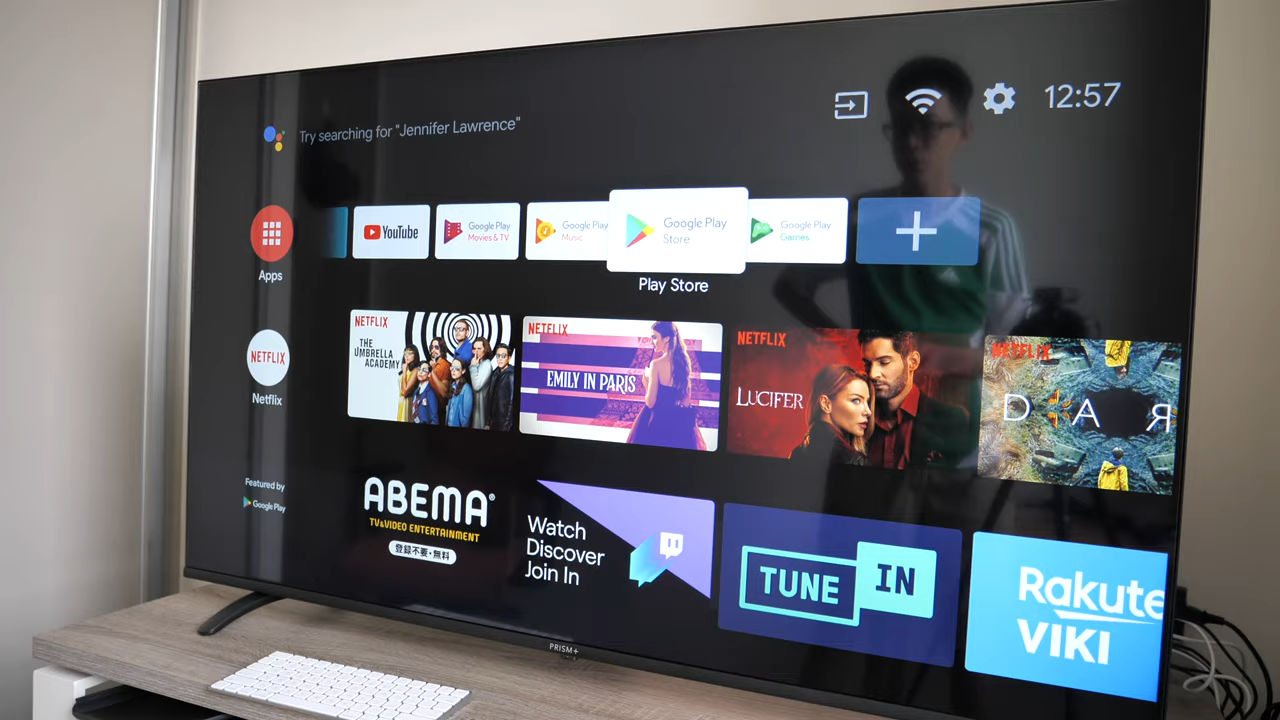 Try searching for "Jennifer Lawrence"
12:57
Apps
YouTube
Google Play
Movies & TV
Google Play
Music
Google Play
Store
Google Play
Games
Play Store
Netflix
NETFLIX
NETFLIX
THE
UMBRELLA
ACADEMY
NETFLIX
EMILY IN PARIS
NETFLIX
LUCIFER
NETFLIX
D A Я
Featured by
Google Play
ABEMA®
TV&VIDEO ENTERTAINMENT
登録不要・無料
Watch
Discover
Join In
TUNE IN
Rakute
VIKI
PRISM+